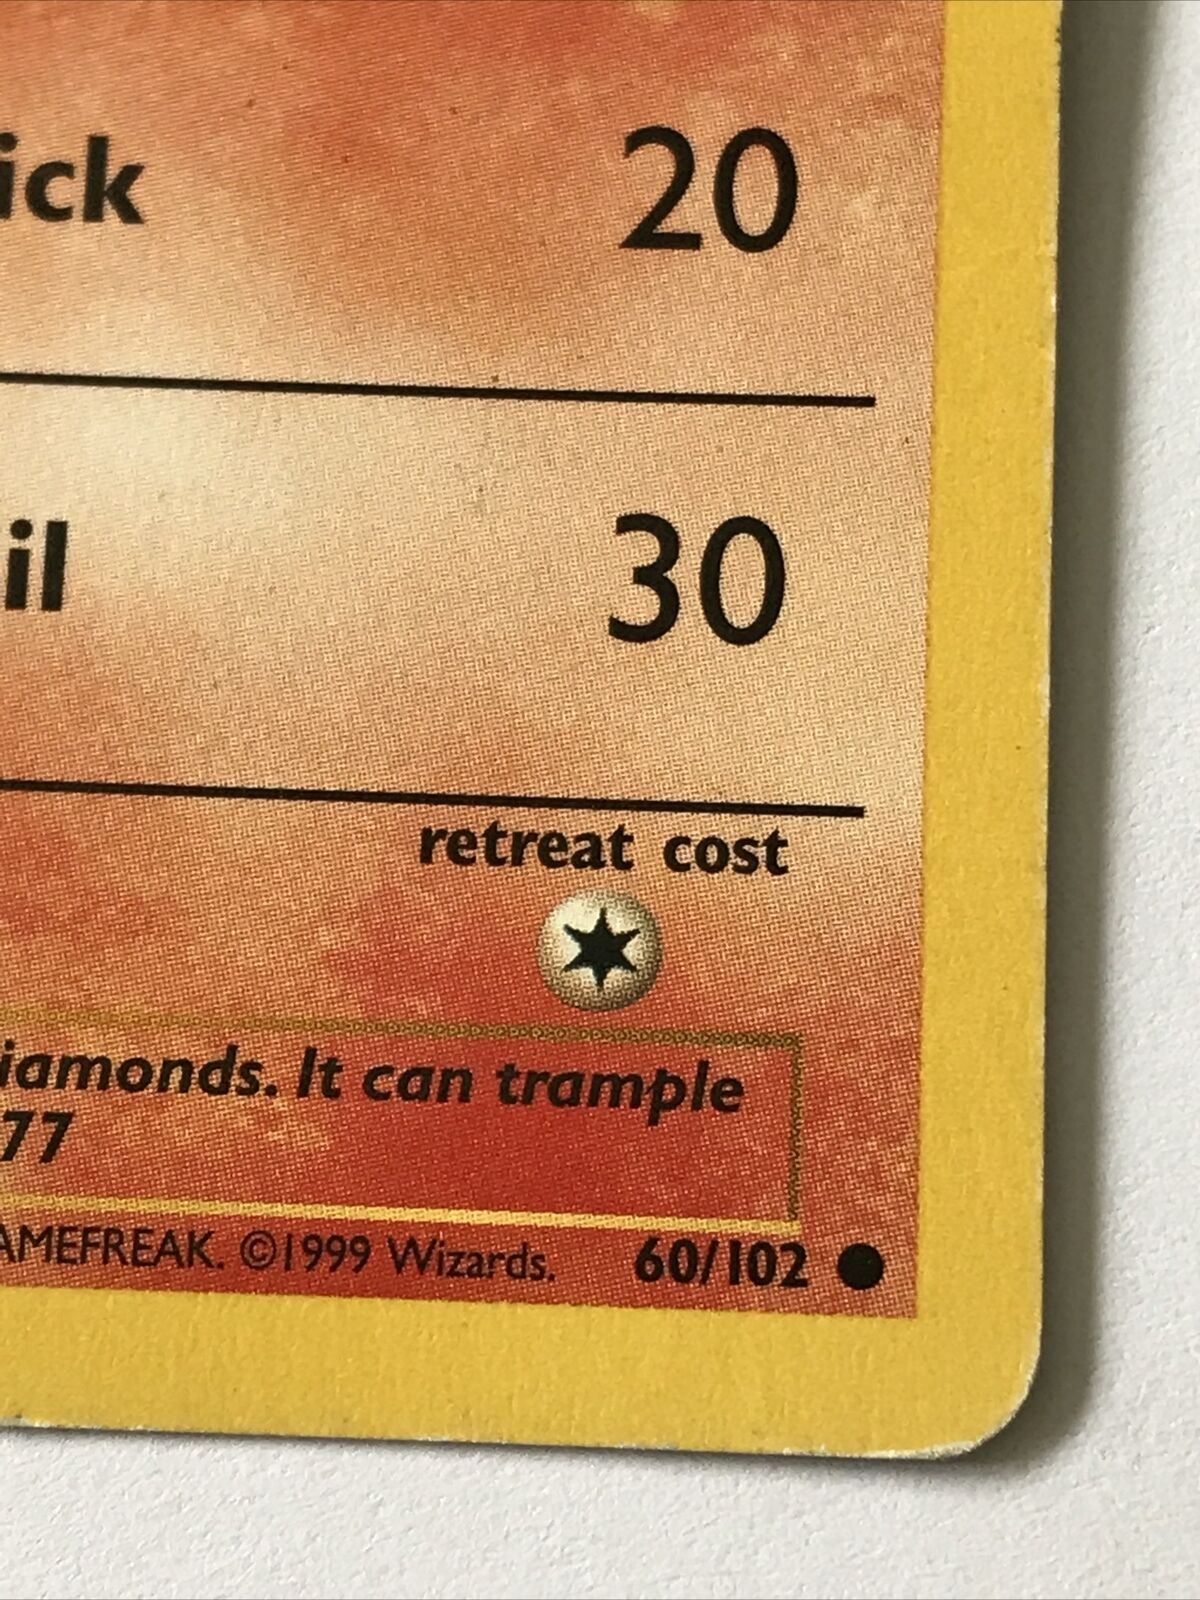 ick 20
il 30
retreat cost
iamonds. It can trample
77
AMEFREAK. ©1999 Wizards. 60/102